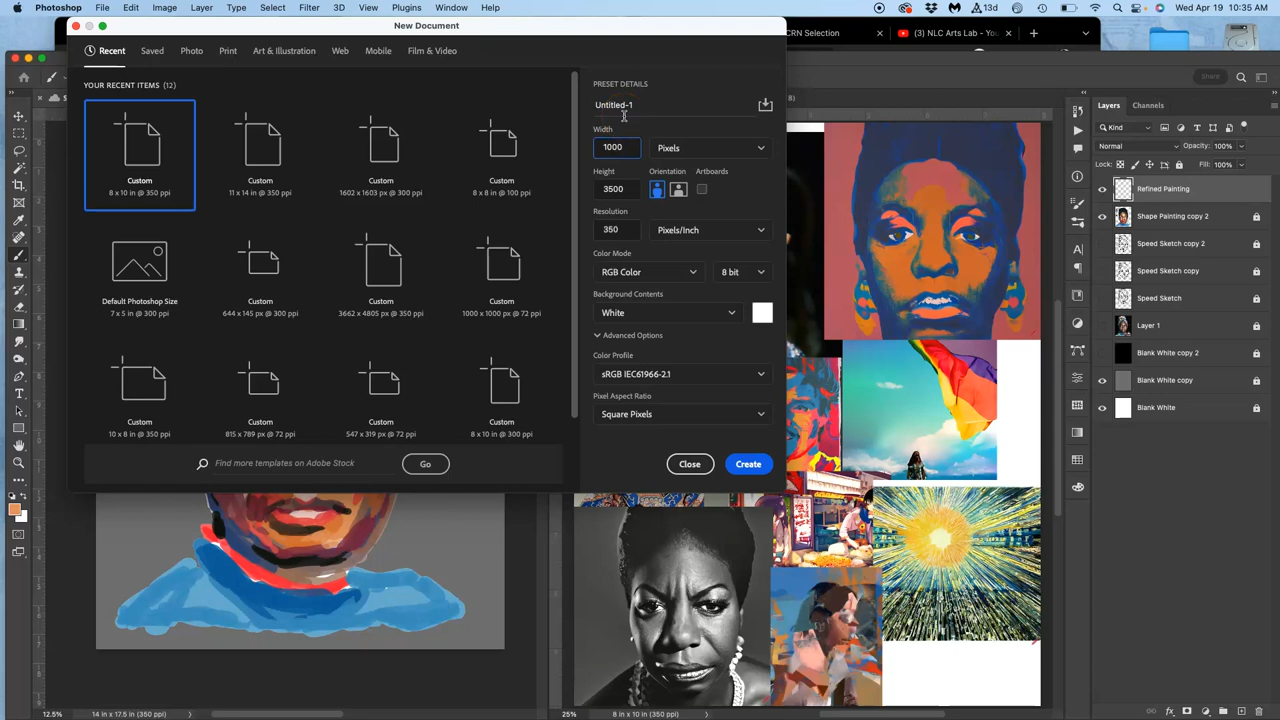 Photoshop File Edit Image Layer Type Select Filter 3D View Plugins Window Help 13d Wed Apr 19 10:35 AM
New Document
CRN Selection
(3) NLC Arts Lab - You
Recent Saved Photo Print Art & Illustration Web Mobile Film & Video
Share
YOUR RECENT ITEMS (12)
Custom
8 x 10 in @ 350 ppi
Custom
11 x 14 in @ 350 ppi
Custom
1602 x 1603 px @ 300 ppi
Custom
8 x 8 in @ 100 ppi
Default Photoshop Size
7 x 5 in @ 300 ppi
Custom
644 x 145 px @ 300 ppi
Custom
3662 x 4805 px @ 350 ppi
Custom
1000 x 1000 px @ 72 ppi
Custom
10 x 8 in @ 350 ppi
Custom
815 x 789 px @ 72 ppi
Custom
547 x 319 px @ 72 ppi
Custom
8 x 10 in @ 300 ppi
Find more templates on Adobe Stock
Go
PRESET DETAILS
Untitled-1
Width
1000 Pixels
Height Orientation Artboards
3500
Resolution
350 Pixels/Inch
Color Mode
RGB Color 8 bit
Background Contents
White
Advanced Options
Color Profile
sRGB IEC61966-2.1
Pixel Aspect Ratio
Square Pixels
Close Create
Layers Channels
Kind
Normal Opacity: 100%
Lock: Fill: 100%
Refined Painting
Shape Painting copy 2
Speed Sketch copy 2
Speed Sketch copy
Speed Sketch
Layer 1
Blank White copy 2
Blank White copy
Blank White
12.5% 14 in x 17.5 in (350 ppi)
25% 8 in x 10 in (350 ppi)